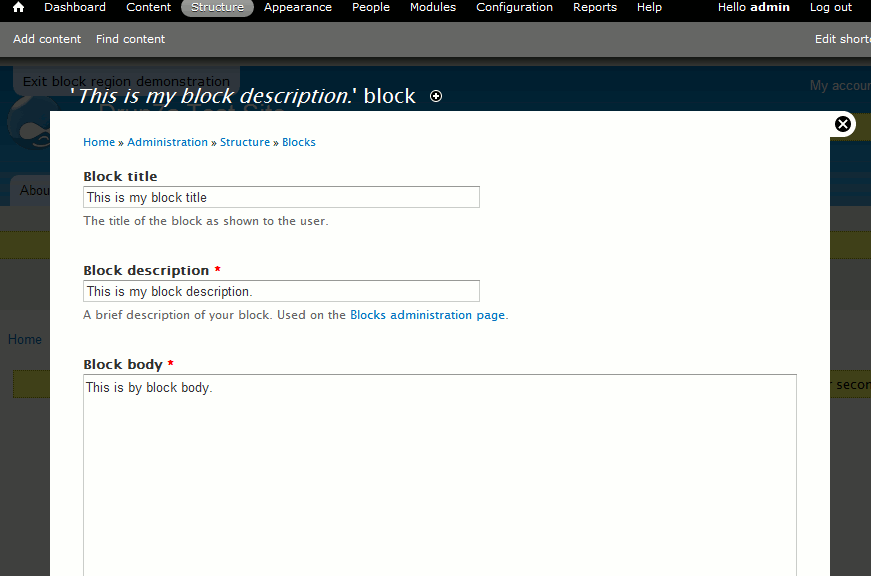 Dashboard Content Structure Appearance People Modules Configuration Reports Help Hello admin Log out
Add content Find content Edit shortc
Exit block region demonstration
My accoun
'This is my block description.' block
Home » Administration » Structure » Blocks
Abou
Block title
This is my block title
The title of the block as shown to the user.
Block description *
This is my block description.
A brief description of your block. Used on the Blocks administration page.
Home
Block body *
This is by block body.
r secon